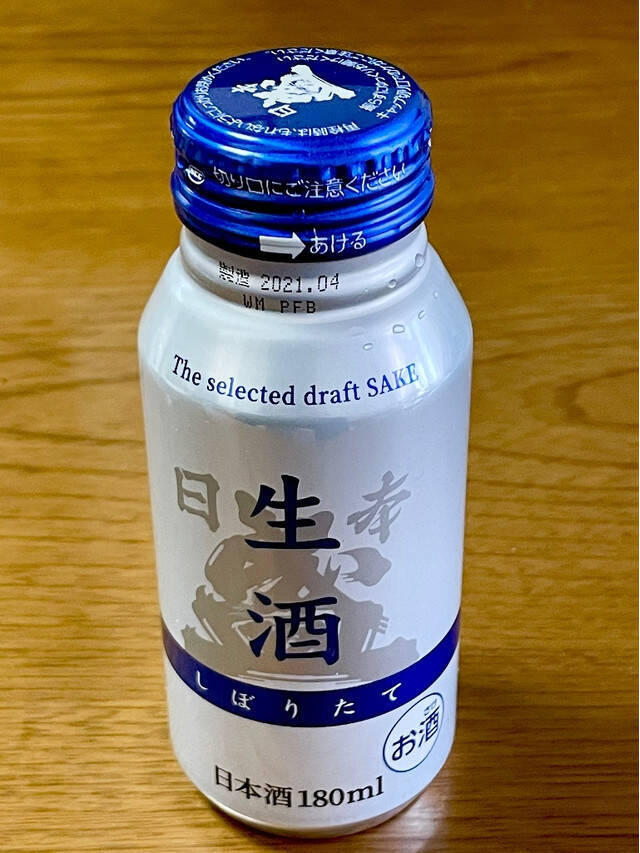 切り口にご注意ください
あける
製造 2021.04
WM PFB
The selected draft SAKE
日本
生酒
しぼりたて
お酒
日本酒180ml